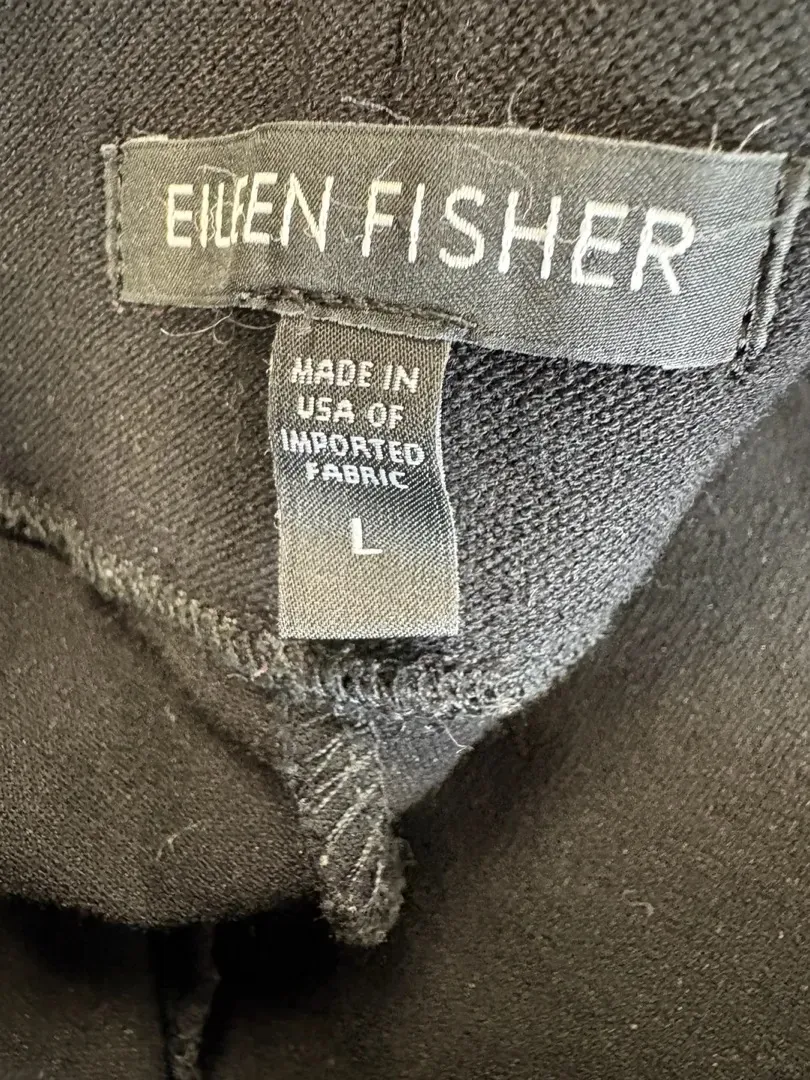 EILEEN FISHER
MADE IN
USA OF
IMPORTED
FABRIC
L